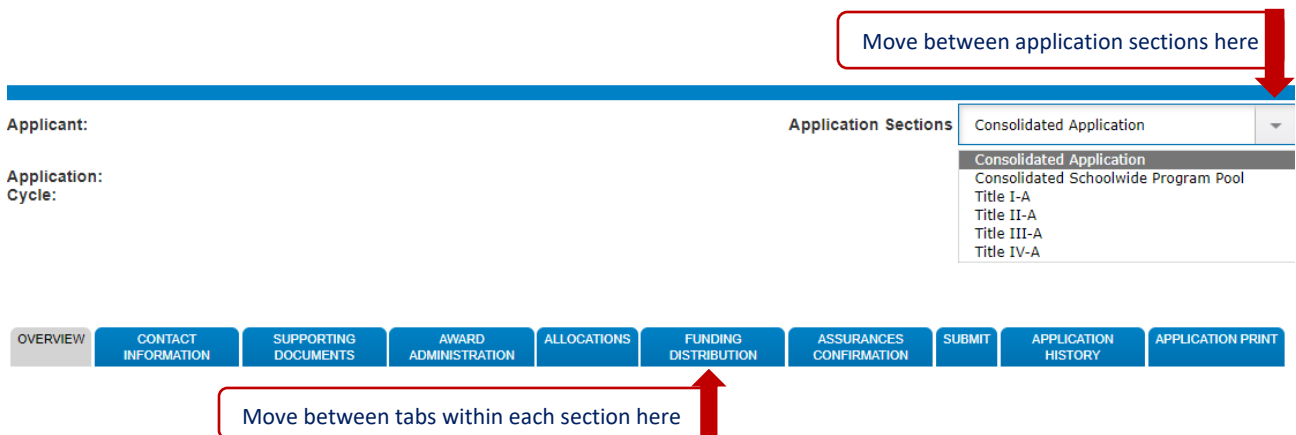 Move between application sections here
Applicant:
Application Sections
Consolidated Application
Application:
Cycle:
Consolidated Application
Consolidated Schoolwide Program Pool
Title I-A
Title II-A
Title III-A
Title IV-A
OVERVIEW
CONTACT
INFORMATION
SUPPORTING
DOCUMENTS
AWARD
ADMINISTRATION
ALLOCATIONS
FUNDING
DISTRIBUTION
ASSURANCES
CONFIRMATION
SUBMIT
APPLICATION
HISTORY
APPLICATION PRINT
Move between tabs within each section here